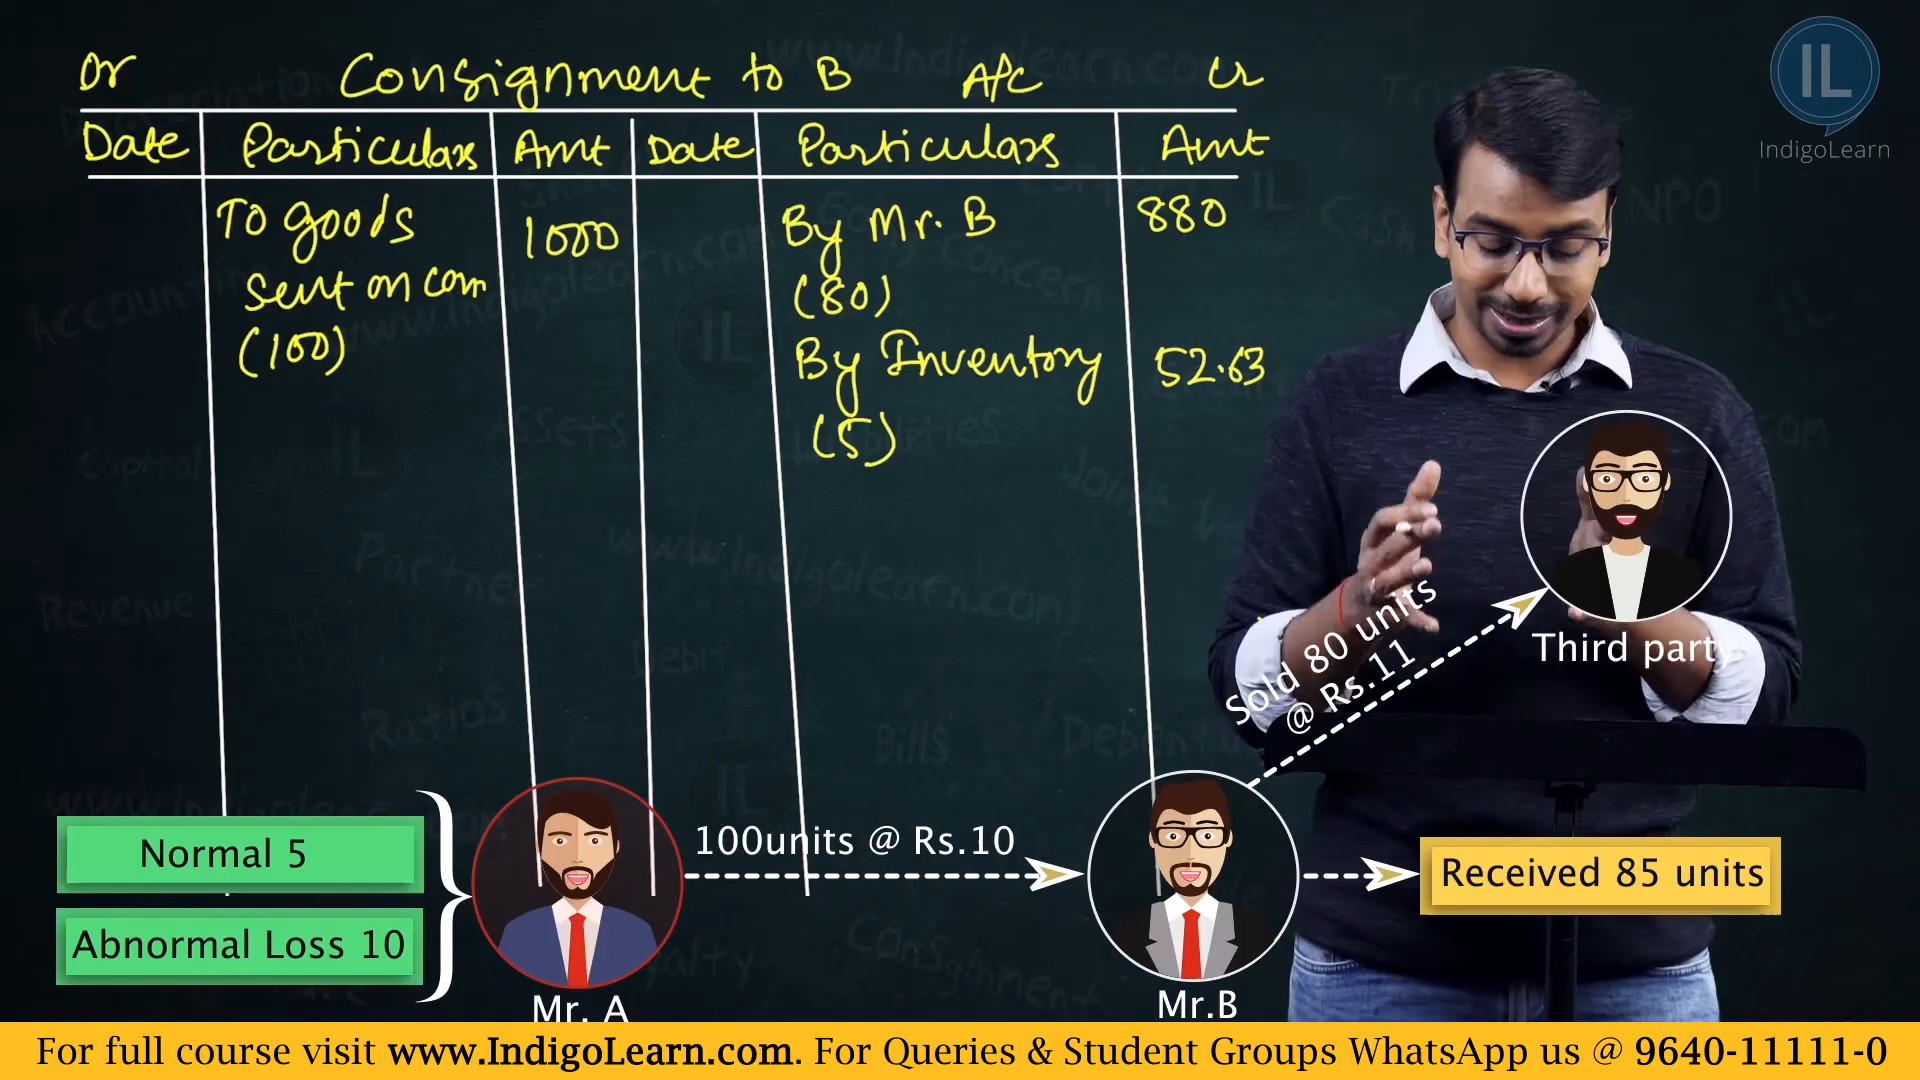 Dr Consignment to B A/c Cr
Date Particulars Amt Date Particulars Amt
To goods 1000 By Mr. B 880
sent on con (80)
(100) By Inventory 52.63
(5)
IL
IndigoLearn
Sold 80 units
@ Rs.11
Third party
Normal 5
Abnormal Loss 10
100units @ Rs.10
Received 85 units
Mr. A
Mr.B
For full course visit www.IndigoLearn.com. For Queries & Student Groups WhatsApp us @ 9640-11111-0